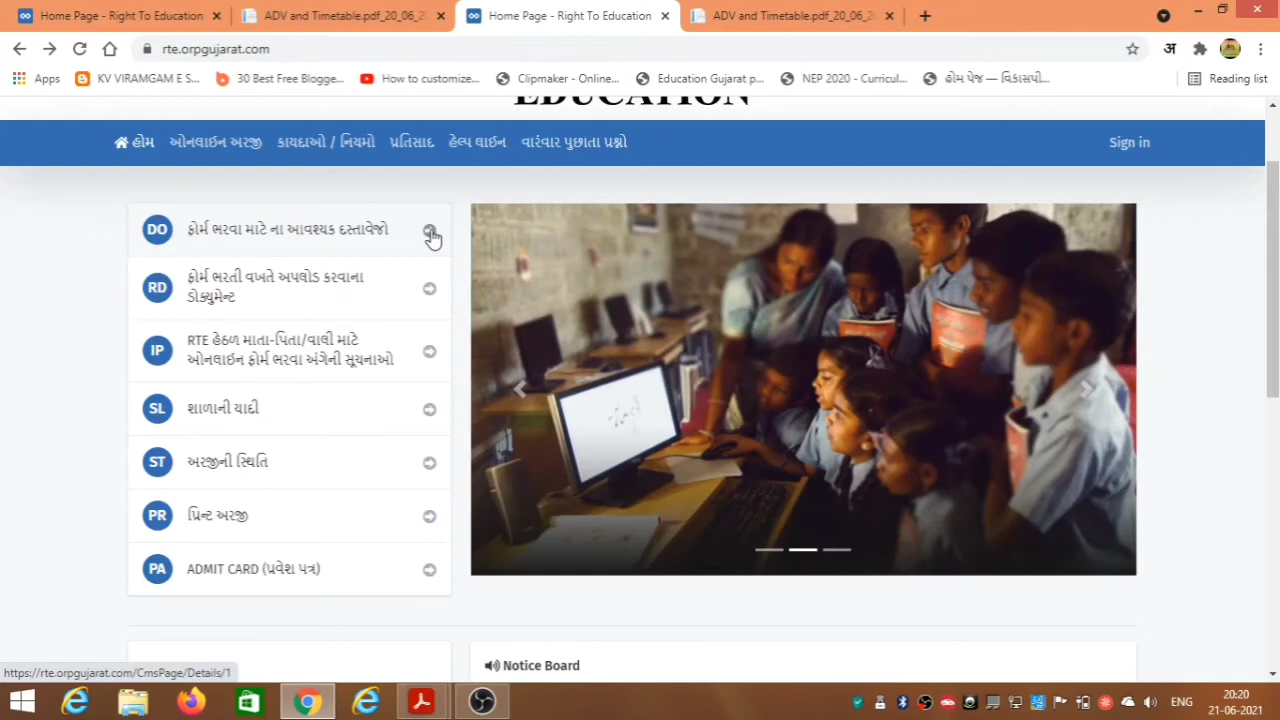 Home Page - Right To Education
ADV and Timetable.pdf_20_06_2
Home Page - Right To Education
ADV and Timetable.pdf_20_06_2
rte.orpgujarat.com
अ
Apps
KV VIRAMGAM E S...
30 Best Free Blogge...
How to customize...
Clipmaker - Online...
Education Gujarat p...
NEP 2020 - Curricul...
હોમ પેજ — વિકાસપી...
Reading list
EDUCATION
હોમ ઓનલાઈન અરજી કાયદાઓ / નિયમો પ્રતિસાદ હેલ્પ લાઈન વારંવાર પુછાતા પ્રશ્નો Sign in
DO ફોર્મ ભરવા માટે ના આવશ્યક દસ્તાવેજો
RD ફોર્મ ભરતી વખતે અપલોડ કરવાના
ડોક્યુમેન્ટ
IP RTE હેઠળ માતા-પિતા/વાલી માટે
ઓનલાઇન ફોર્મ ભરવા અંગેની સૂચનાઓ
SL શાળાની યાદી
ST અરજીની સ્થિતિ
PR પ્રિન્ટ અરજી
PA ADMIT CARD (પ્રવેશ પત્ર)
Notice Board
https://rte.orpgujarat.com/CmsPage/Details/1
ENG
20:20
21-06-2021